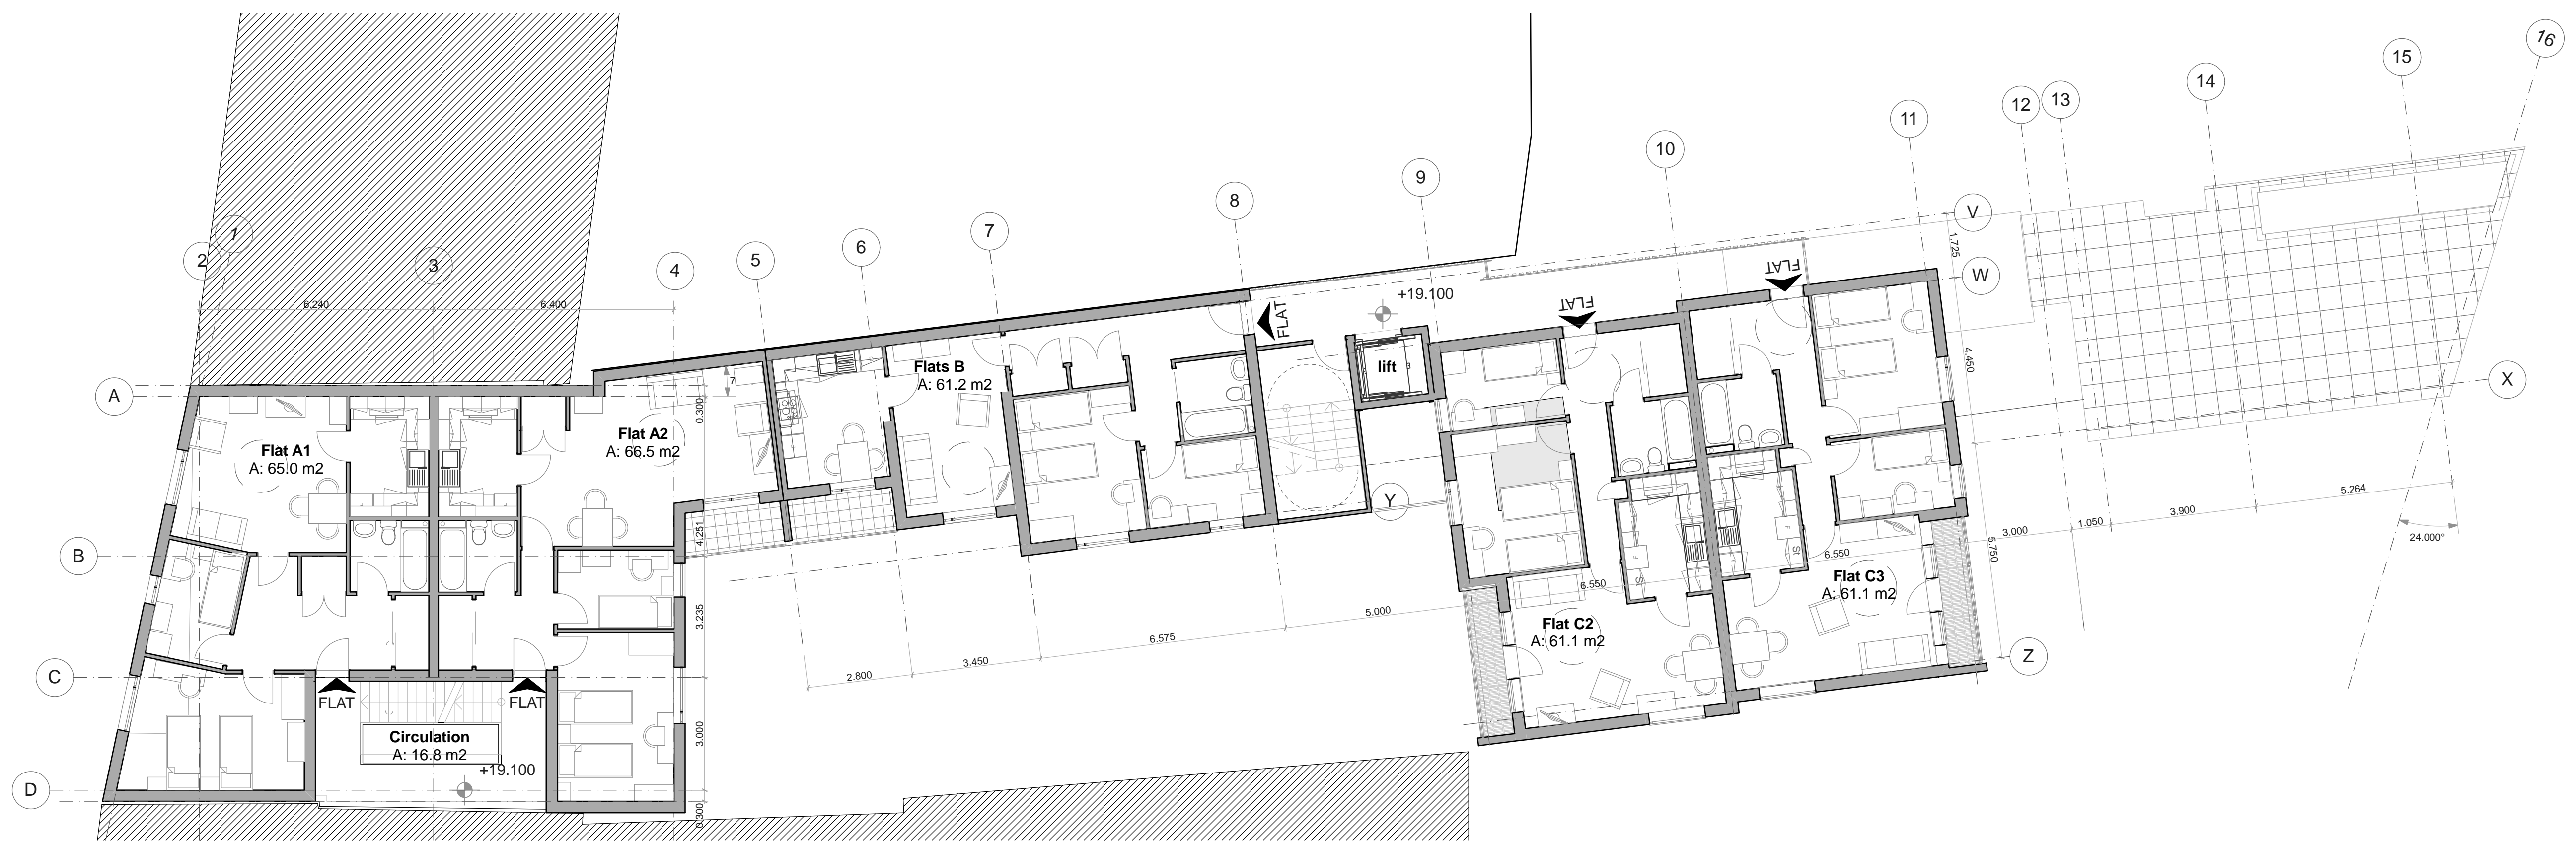 16
15
14
13
12
11
10
9
8
7
6
5
4
3
2
1
V
W
X
Y
Z
A
B
C
D
6.240
6.400
7
0.300
4.251
3.235
3.000
0.300
2.800
3.450
6.575
5.000
6.550
6.550
3.000
1.050
3.900
5.264
24.000°
1.725
4.450
5.750
+19.100
+19.100
lift
FLAT
FLAT
FLAT
FLAT
FLAT
Flat A1
A: 65.0 m2
Flat A2
A: 66.5 m2
Flats B
A: 61.2 m2
Flat C2
A: 61.1 m2
Flat C3
A: 61.1 m2
St
St
Circulation
A: 16.8 m2